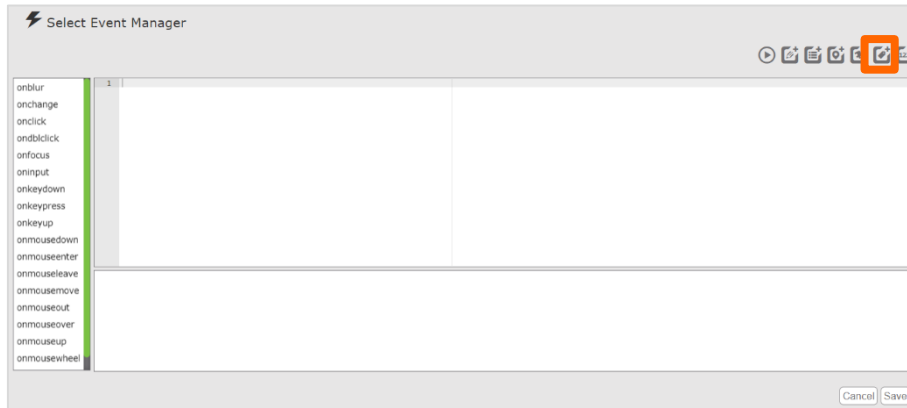 Select Event Manager
onblur
onchange
onclick
ondblclick
onfocus
oninput
onkeydown
onkeypress
onkeyup
onmousedown
onmouseenter
onmouseleave
onmousemove
onmouseout
onmouseover
onmouseup
onmousewheel
1
Cancel
Save